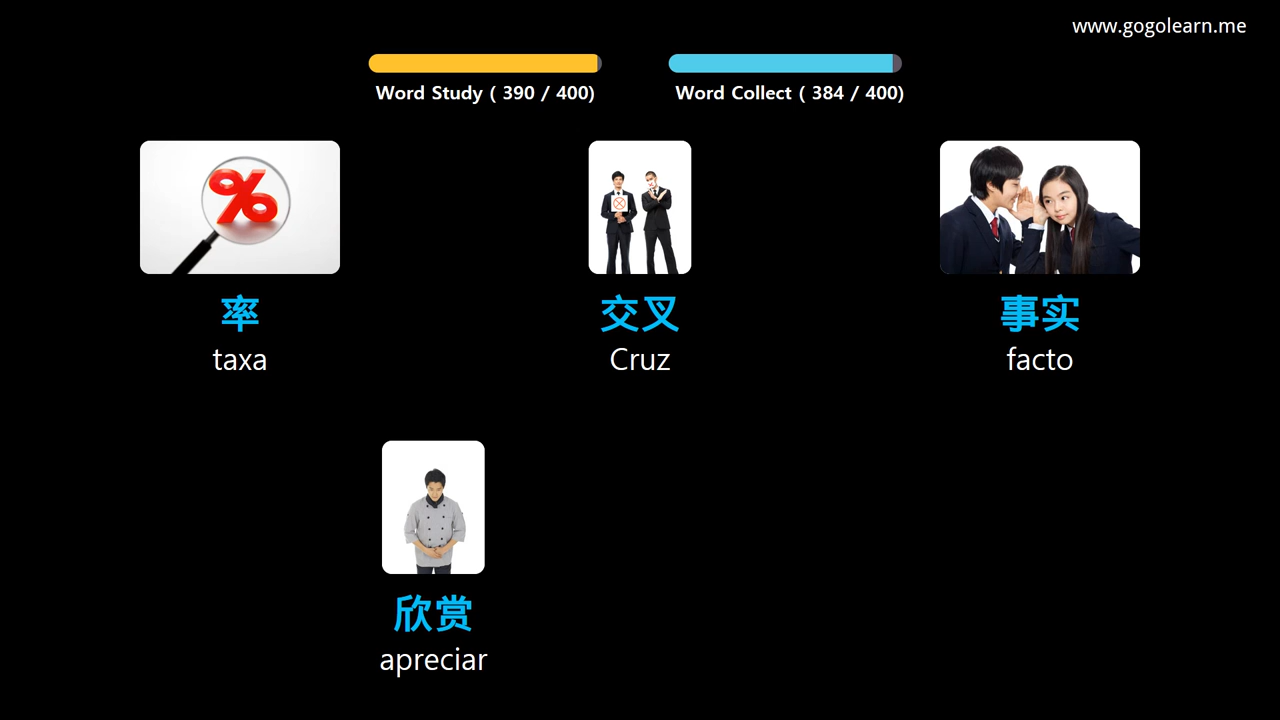 www.gogolearn.me
Word Study ( 390 / 400)
Word Collect ( 384 / 400)
%
率
taxa
交叉
Cruz
事实
facto
欣赏
apreciar